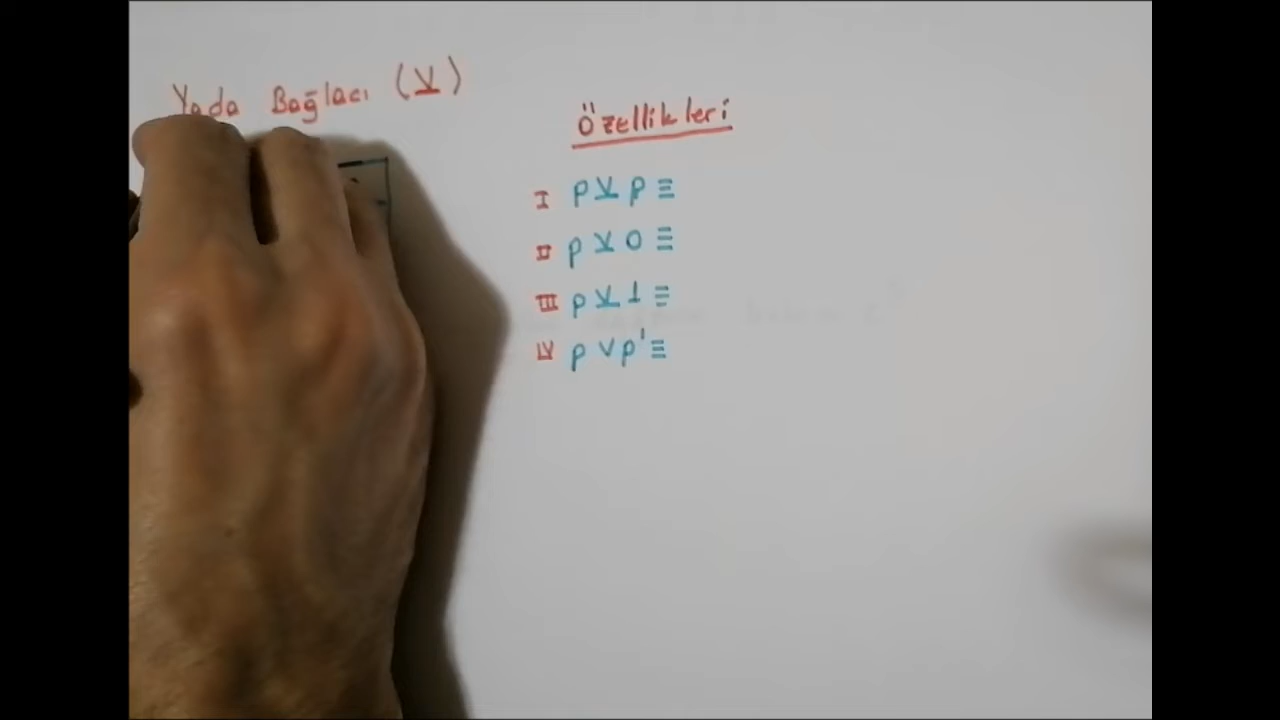 Yada Bağlacı (⊻)
Özellikleri
I p ⊻ p ≡
II p ⊻ 0 ≡
III p ⊻ 1 ≡
IV p ∨ p' ≡